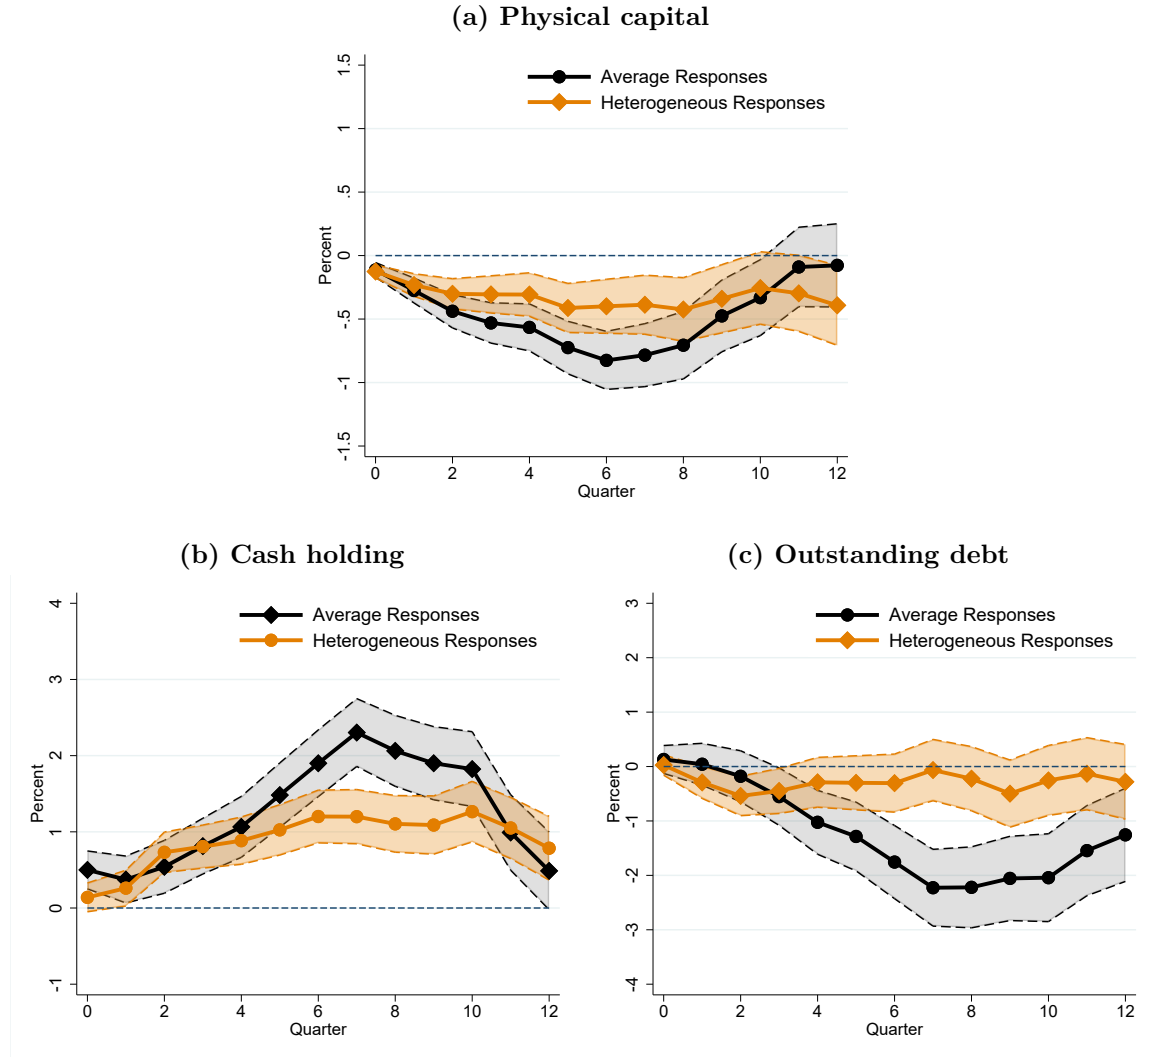 (a) Physical capital
Average Responses
Heterogeneous Responses
Percent
1.5
1
.5
0
-.5
-1
-1.5
0 2 4 6 8 10 12
Quarter
(b) Cash holding
Average Responses
Heterogeneous Responses
Percent
4
3
2
1
0
-1
0 2 4 6 8 10 12
Quarter
(c) Outstanding debt
Average Responses
Heterogeneous Responses
Percent
3
2
1
0
-1
-2
-3
-4
0 2 4 6 8 10 12
Quarter